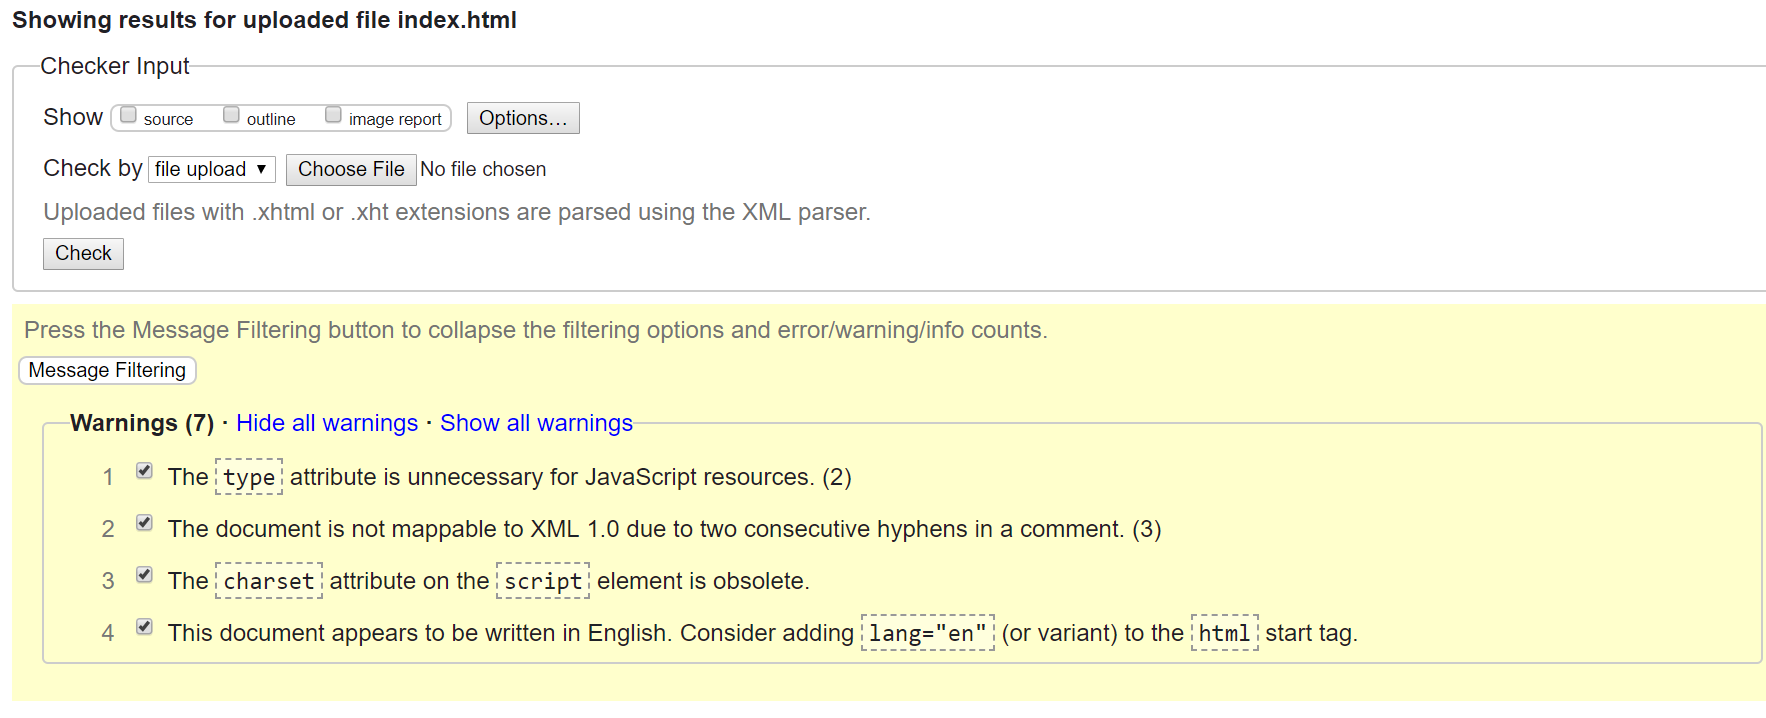 Showing results for uploaded file index.html
Checker Input
Show source outline image report Options…
Check by file upload ▼ Choose File No file chosen
Uploaded files with .xhtml or .xht extensions are parsed using the XML parser.
Check
Press the Message Filtering button to collapse the filtering options and error/warning/info counts.
Message Filtering
Warnings (7) · Hide all warnings · Show all warnings
1 The type attribute is unnecessary for JavaScript resources. (2)
2 The document is not mappable to XML 1.0 due to two consecutive hyphens in a comment. (3)
3 The charset attribute on the script element is obsolete.
4 This document appears to be written in English. Consider adding lang="en" (or variant) to the html start tag.